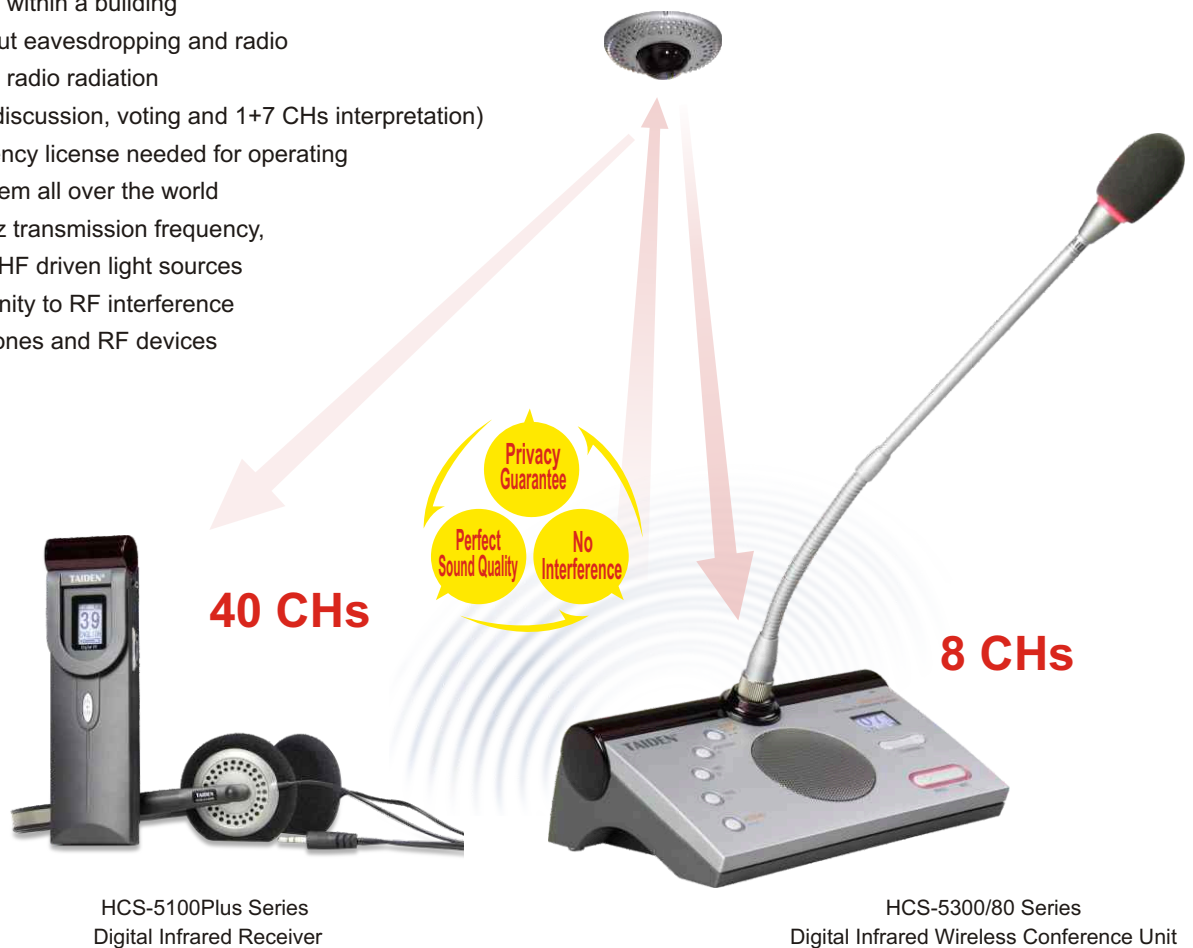 within a building
ut eavesdropping and radio
radio radiation
discussion, voting and 1+7 CHs interpretation)
ency license needed for operating
em all over the world
z transmission frequency,
HF driven light sources
nity to RF interference
ones and RF devices
Privacy
Guarantee
Perfect
Sound Quality
No
Interference
TAIDEN
39
40 CHs
8 CHs
TAIDEN
TAIDEN
HCS-5100Plus Series
Digital Infrared Receiver
HCS-5300/80 Series
Digital Infrared Wireless Conference Unit